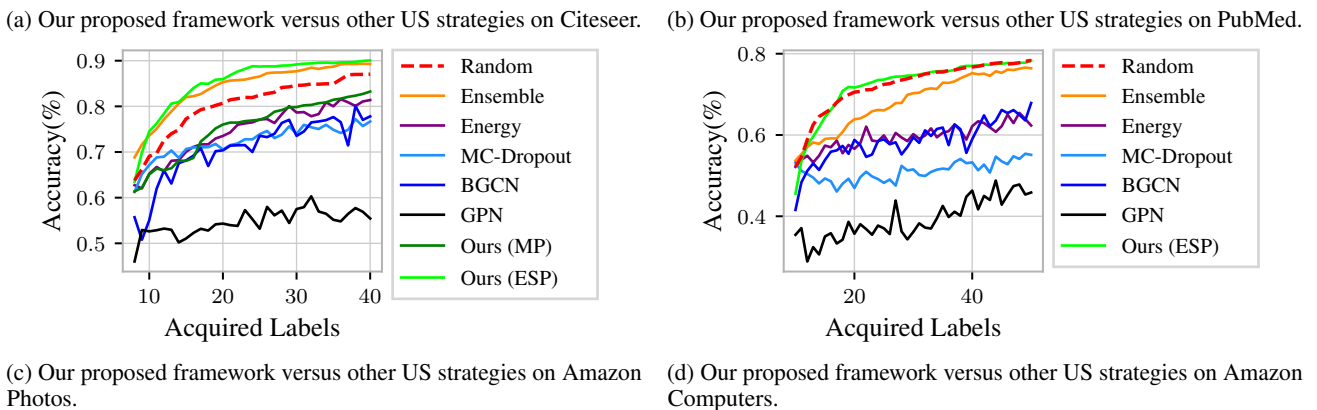 (a) Our proposed framework versus other US strategies on Citeseer.
(b) Our proposed framework versus other US strategies on PubMed.
0.9
0.8
0.7
0.6
0.5
Accuracy(%)
10
20
30
40
Acquired Labels
Random
Ensemble
Energy
MC-Dropout
BGCN
GPN
Ours (MP)
Ours (ESP)
0.8
0.6
0.4
Accuracy(%)
20
40
Acquired Labels
Random
Ensemble
Energy
MC-Dropout
BGCN
GPN
Ours (ESP)
(c) Our proposed framework versus other US strategies on Amazon
Photos.
(d) Our proposed framework versus other US strategies on Amazon
Computers.